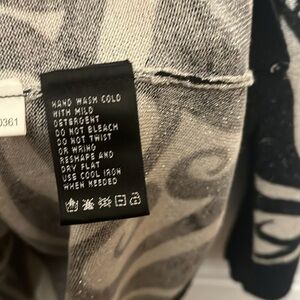 HAND WASH COLD
WITH MILD
DETERGENT
DO NOT BLEACH
DO NOT TWIST
OR WRING
RESHAPE AND
DRY FLAT
USE COOL IRON
WHEN NEEDED
0361